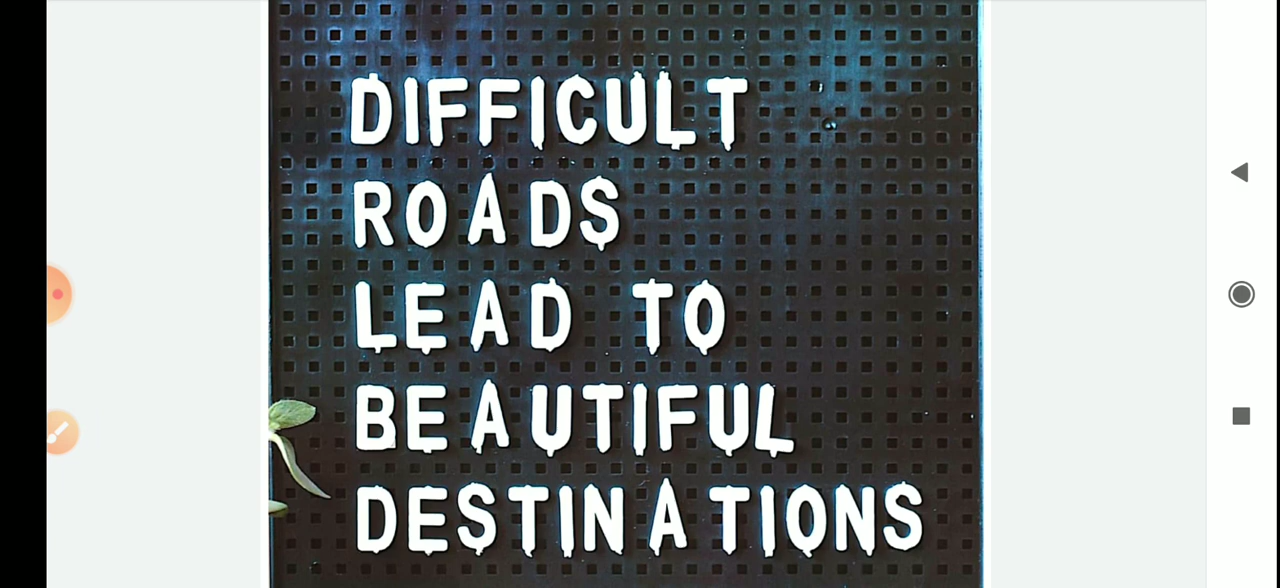 DIFFICULT
ROADS
LEAD TO
BEAUTIFUL
DESTINATIONS